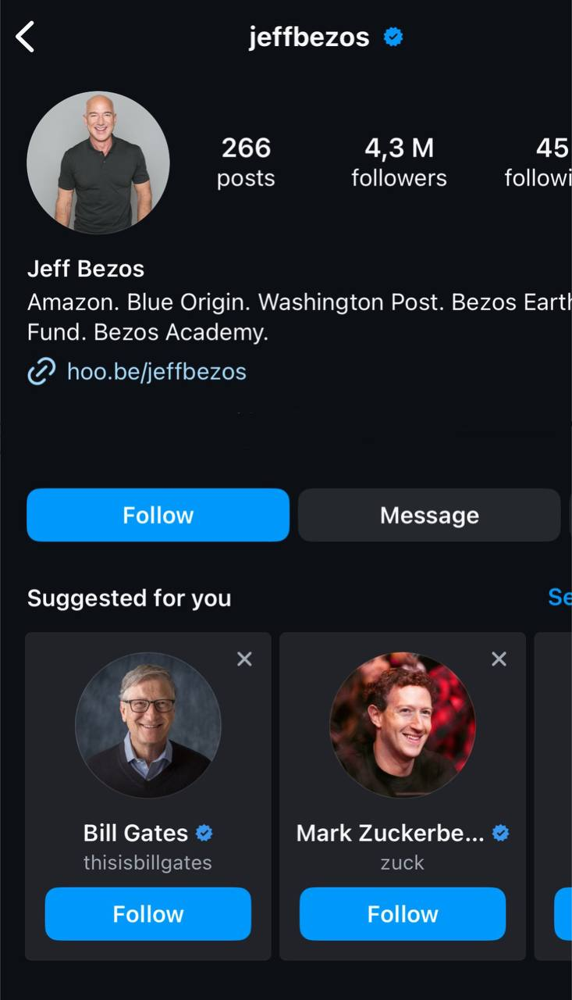 jeffbezos
266 4,3 M 45
posts followers followi
Jeff Bezos
Amazon. Blue Origin. Washington Post. Bezos Earth
Fund. Bezos Academy.
hoo.be/jeffbezos
Follow Message
Suggested for you Se
Bill Gates Mark Zuckerbe...
thisisbillgates zuck
Follow Follow